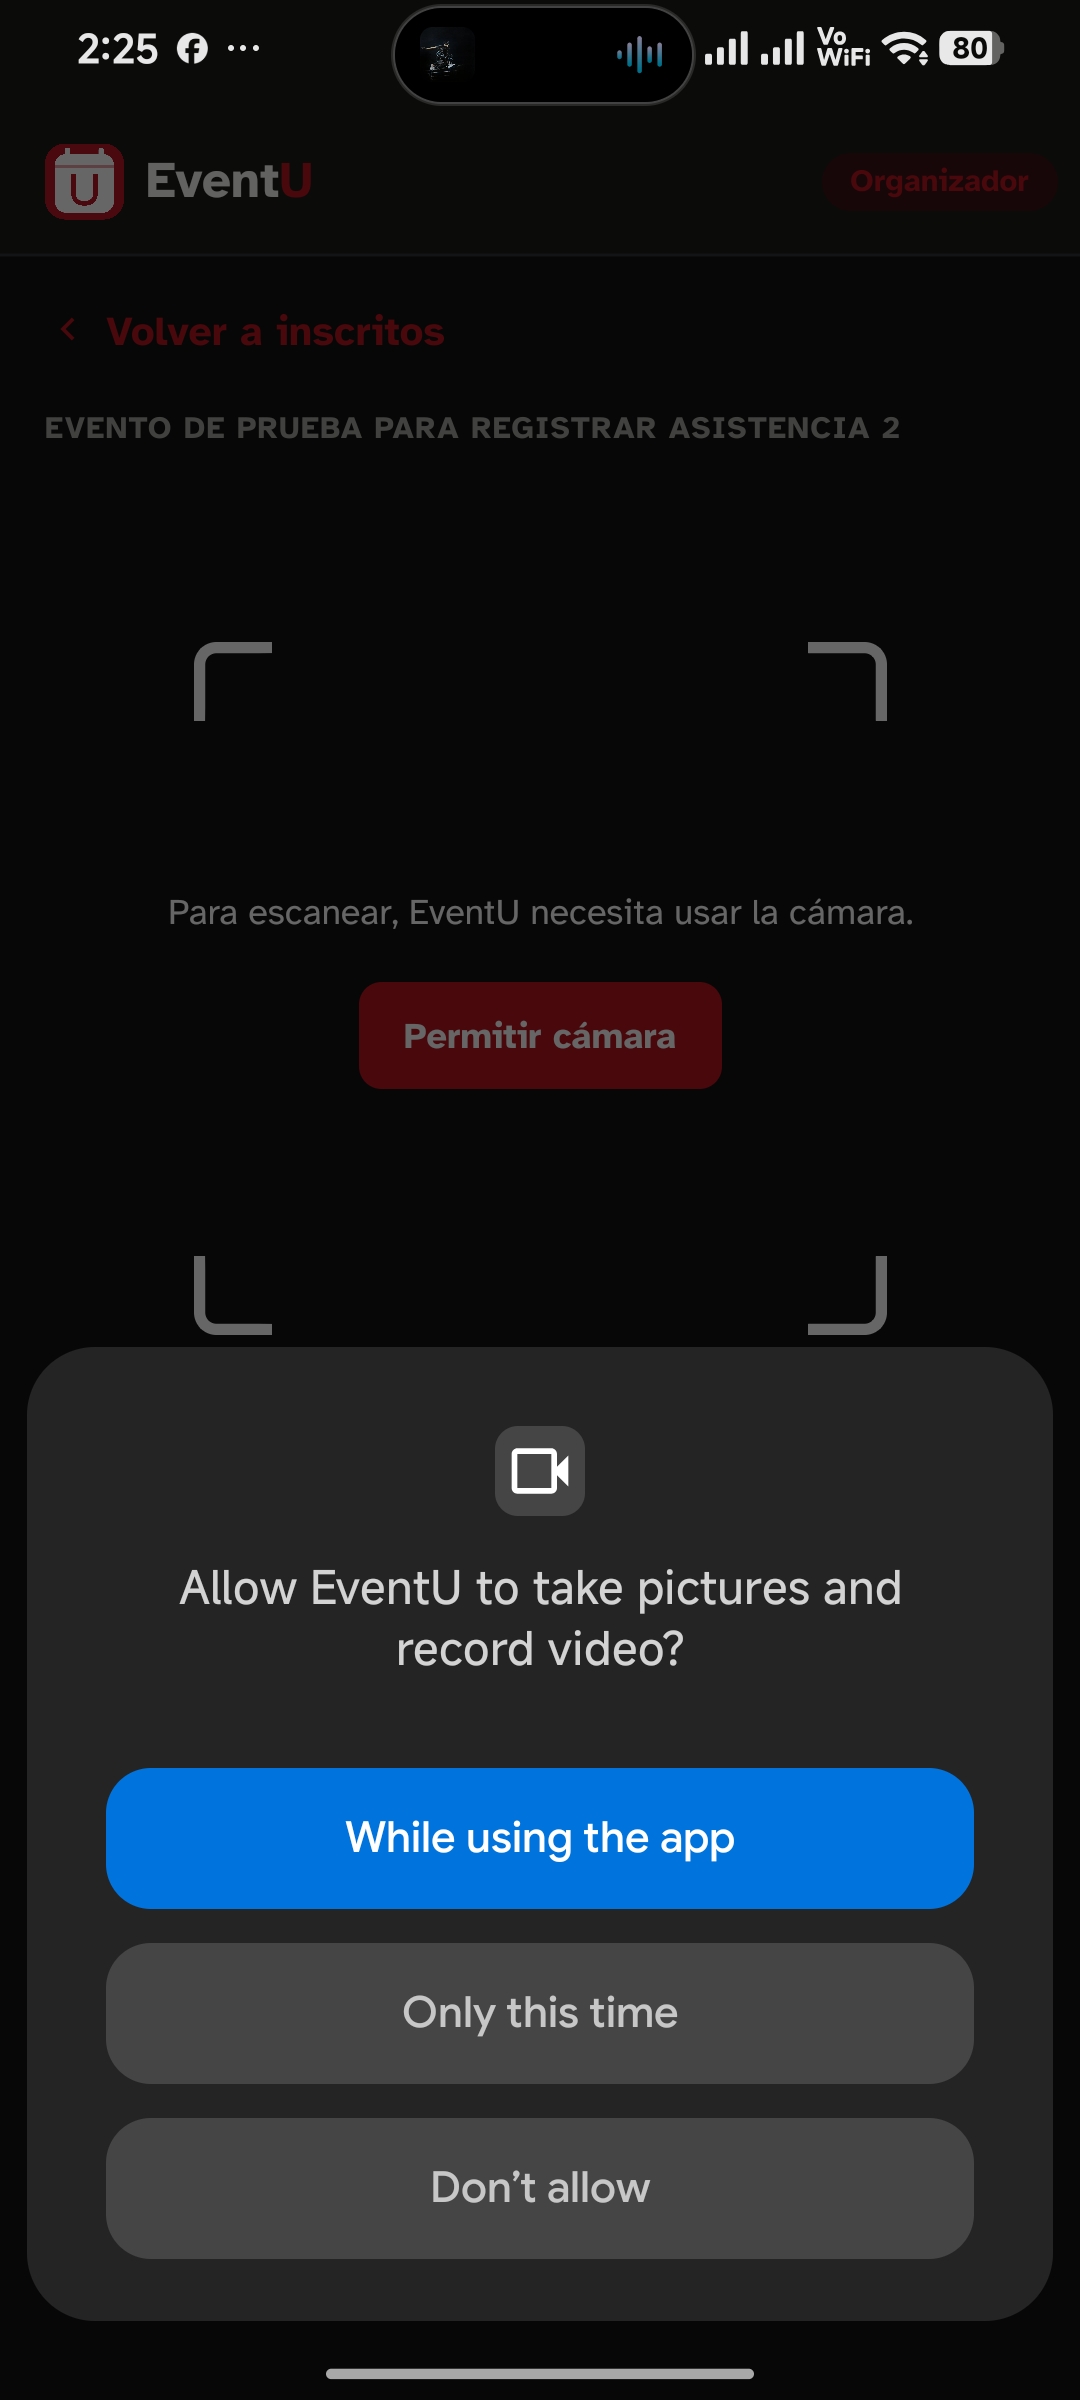 2:25
Vo
WiFi
80
EventU
Organizador
Volver a inscritos
EVENTO DE PRUEBA PARA REGISTRAR ASISTENCIA 2
Para escanear, EventU necesita usar la cámara.
Permitir cámara
Allow EventU to take pictures and
record video?
While using the app
Only this time
Don’t allow